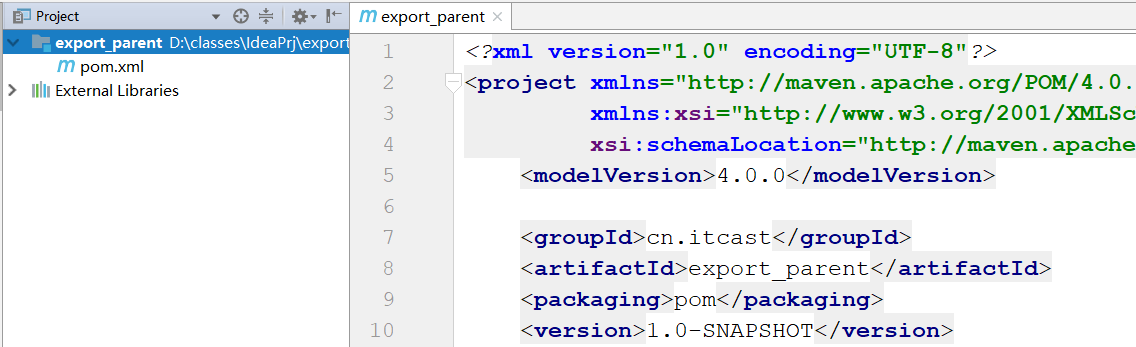 Project
export_parent D:\classes\IdeaPrj\export
pom.xml
External Libraries
export_parent
1 <?xml version="1.0" encoding="UTF-8"?>
2 <project xmlns="http://maven.apache.org/POM/4.0.
3 xmlns:xsi="http://www.w3.org/2001/XMLSc
4 xsi:schemaLocation="http://maven.apache
5 <modelVersion>4.0.0</modelVersion>
6
7 <groupId>cn.itcast</groupId>
8 <artifactId>export_parent</artifactId>
9 <packaging>pom</packaging>
10 <version>1.0-SNAPSHOT</version>